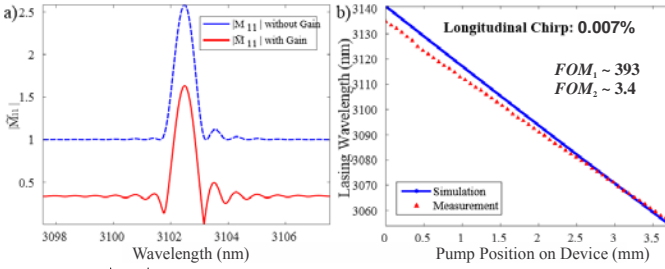 a)
2.5
2
1.5
1
0.5
|M̃11|
|M 11| without Gain
|M̃ 11| with Gain
3098 3100 3102 3104 3106
Wavelength (nm)
b)
3140
3130
3120
3110
3100
3090
3080
3070
3060
Lasing Wavelength (nm)
Longitudinal Chirp: 0.007%
FOM1 ~ 393
FOM2 ~ 3.4
Simulation
Measurement
0 0.5 1 1.5 2 2.5 3 3.5
Pump Position on Device (mm)